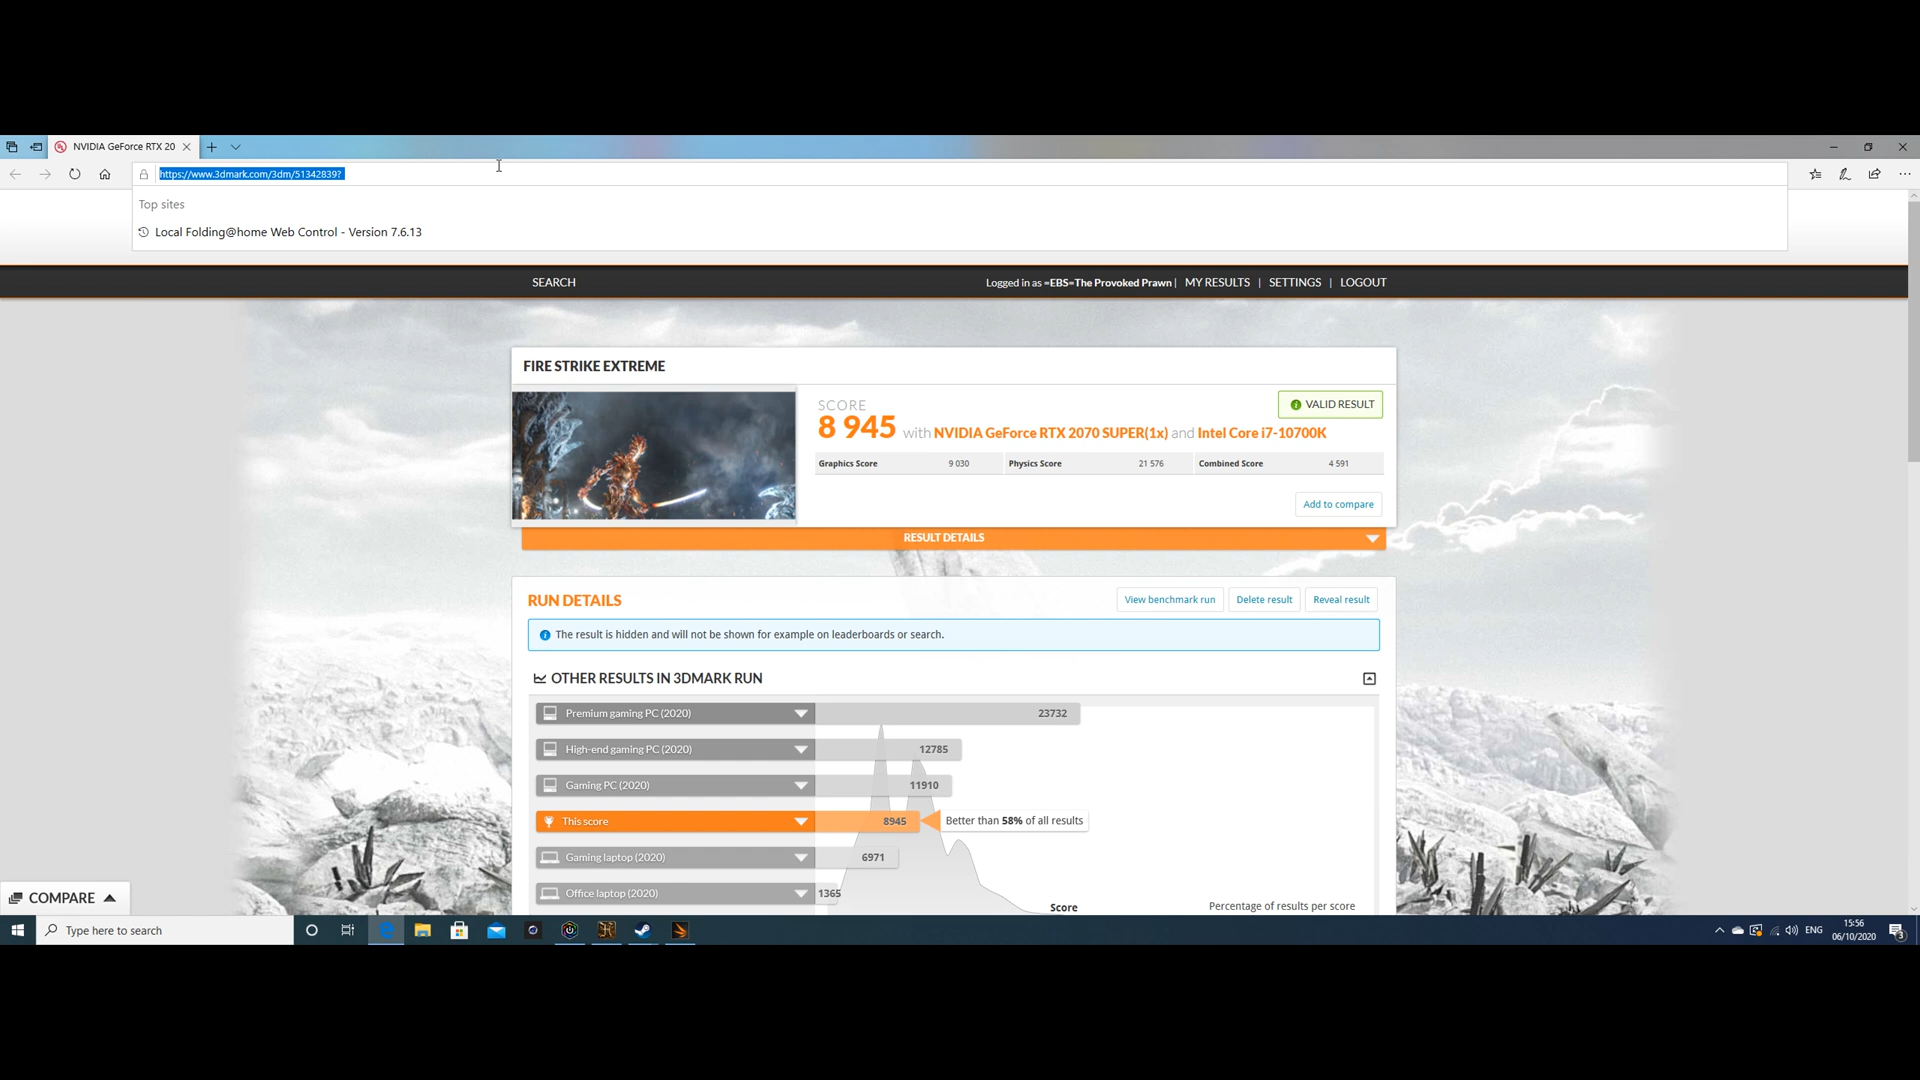 NVIDIA GeForce RTX 20
https://www.3dmark.com/3dm/51342839?
Top sites
Local Folding@home Web Control - Version 7.6.13
SEARCH
Logged in as =EBS=The Provoked Prawn | MY RESULTS | SETTINGS | LOGOUT
FIRE STRIKE EXTREME
SCORE
VALID RESULT
8 945 with NVIDIA GeForce RTX 2070 SUPER(1x) and Intel Core i7-10700K
Graphics Score 9 030 Physics Score 21 576 Combined Score 4 591
Add to compare
RESULT DETAILS
RUN DETAILS
View benchmark run Delete result Reveal result
The result is hidden and will not be shown for example on leaderboards or search.
OTHER RESULTS IN 3DMARK RUN
Premium gaming PC (2020) 23732
High-end gaming PC (2020) 12785
Gaming PC (2020) 11910
This score 8945 Better than 58% of all results
Gaming laptop (2020) 6971
Office laptop (2020) 1365
COMPARE
Score
Percentage of results per score
Type here to search
ENG
15:56
06/10/2020
3